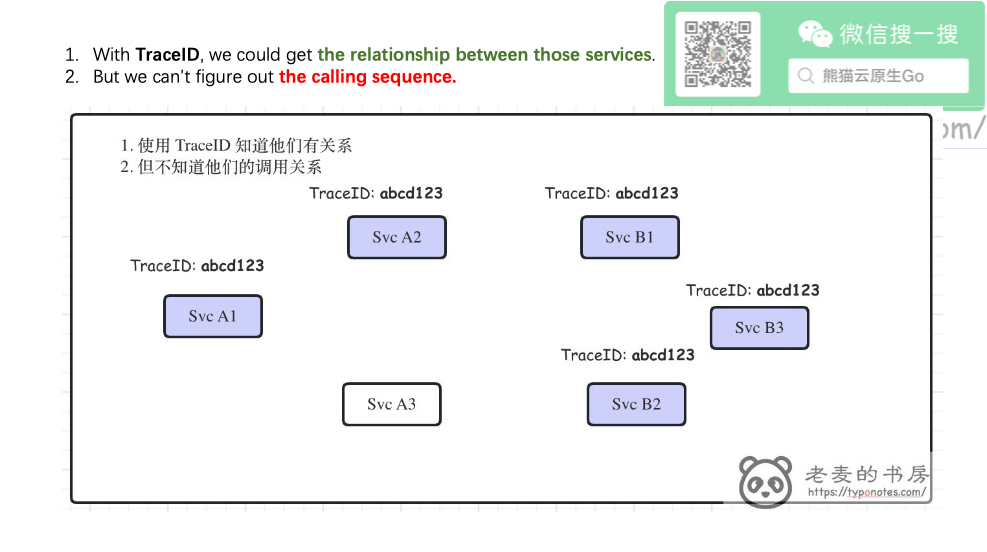 1. With TraceID, we could get the relationship between those services.
2. But we can't figure out the calling sequence.
微信搜一搜
熊猫云原生Go
om/
1. 使用 TraceID 知道他们有关系
2. 但不知道他们的调用关系
TraceID: abcd123
Svc A2
TraceID: abcd123
Svc B1
TraceID: abcd123
Svc A1
TraceID: abcd123
Svc B3
TraceID: abcd123
Svc B2
Svc A3
老麦的书房
https://typonotes.com/